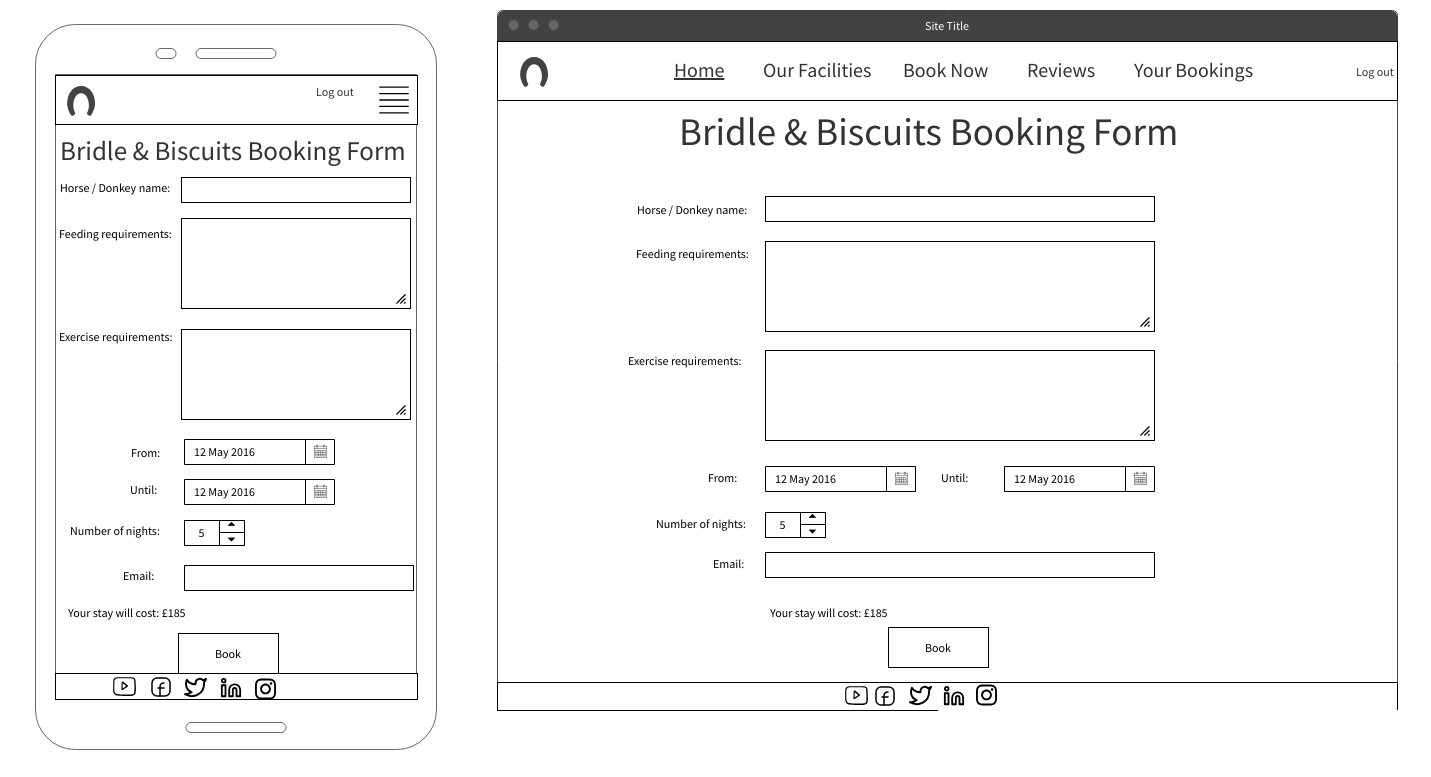 Log out
Bridle & Biscuits Booking Form
Horse / Donkey name:
Feeding requirements:
Exercise requirements:
From: 12 May 2016
Until: 12 May 2016
Number of nights: 5
Email:
Your stay will cost: £185
Book
Site Title
Home Our Facilities Book Now Reviews Your Bookings Log out
Bridle & Biscuits Booking Form
Horse / Donkey name:
Feeding requirements:
Exercise requirements:
From: 12 May 2016 Until: 12 May 2016
Number of nights: 5
Email:
Your stay will cost: £185
Book